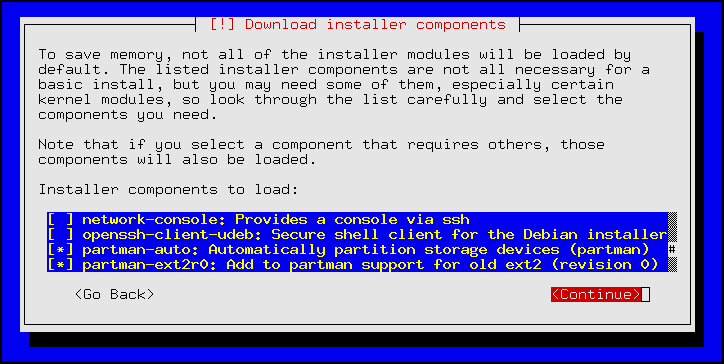 [!] Download installer components
To save memory, not all of the installer modules will be loaded by
default. The listed installer components are not all necessary for a
basic install, but you may need some of them, especially certain
kernel modules, so look through the list carefully and select the
components you need.
Note that if you select a component that requires others, those
components will also be loaded.
Installer components to load:
[ ] network-console: Provides a console via ssh
[ ] openssh-client-udeb: Secure shell client for the Debian installer
[*] partman-auto: Automatically partition storage devices (partman) #
[*] partman-ext2r0: Add to partman support for old ext2 (revision 0)
<Go Back> <Continue>